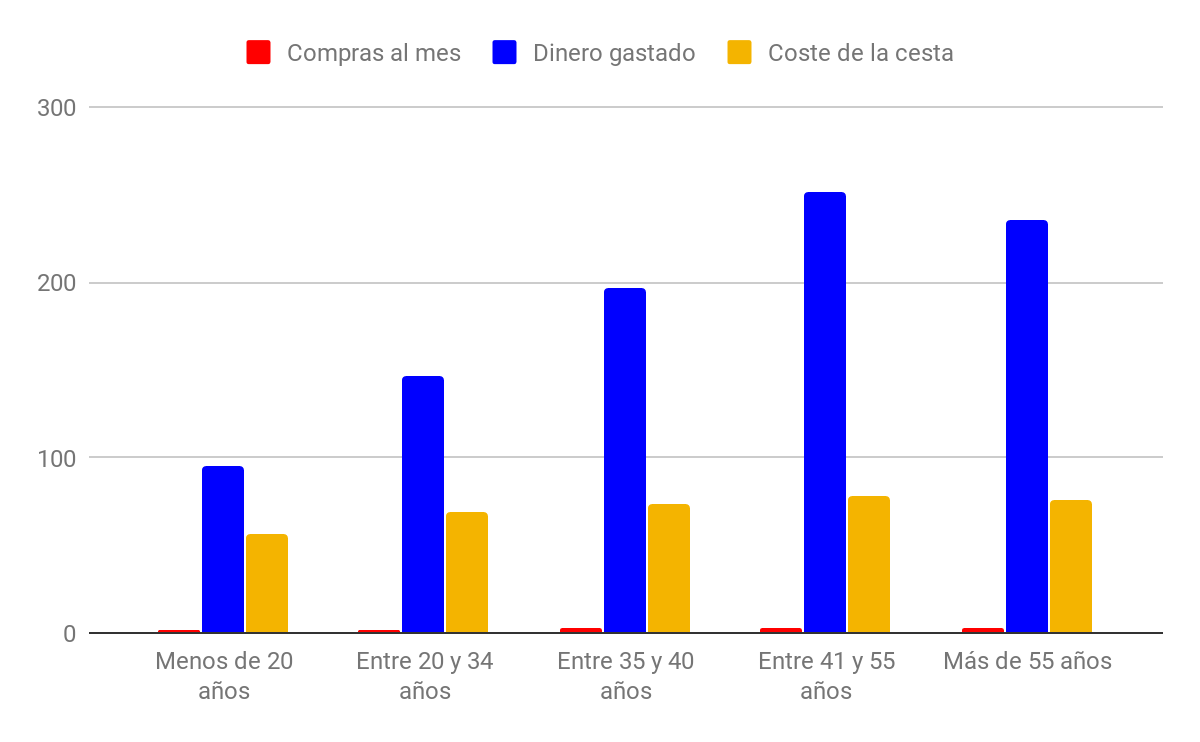 Compras al mes Dinero gastado Coste de la cesta
300
200
100
0
Menos de 20 años
Entre 20 y 34 años
Entre 35 y 40 años
Entre 41 y 55 años
Más de 55 años